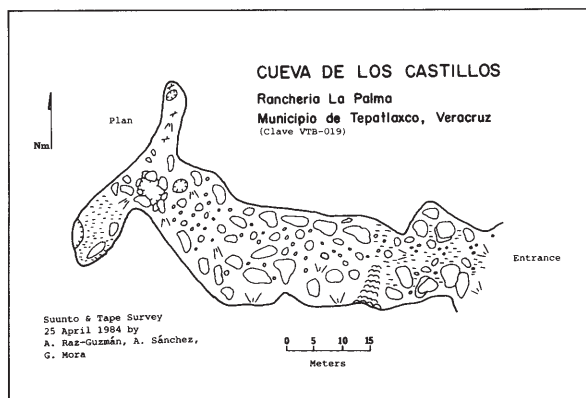 CUEVA DE LOS CASTILLOS
Rancheria La Palma
Municipio de Tepatlaxco, Veracruz
(Clave VTB-019)
Plan
Nm
Entrance
Suunto & Tape Survey
25 April 1984 by
A. Raz-Guzmán, A. Sánchez,
G. Mora
0 5 10 15
Meters